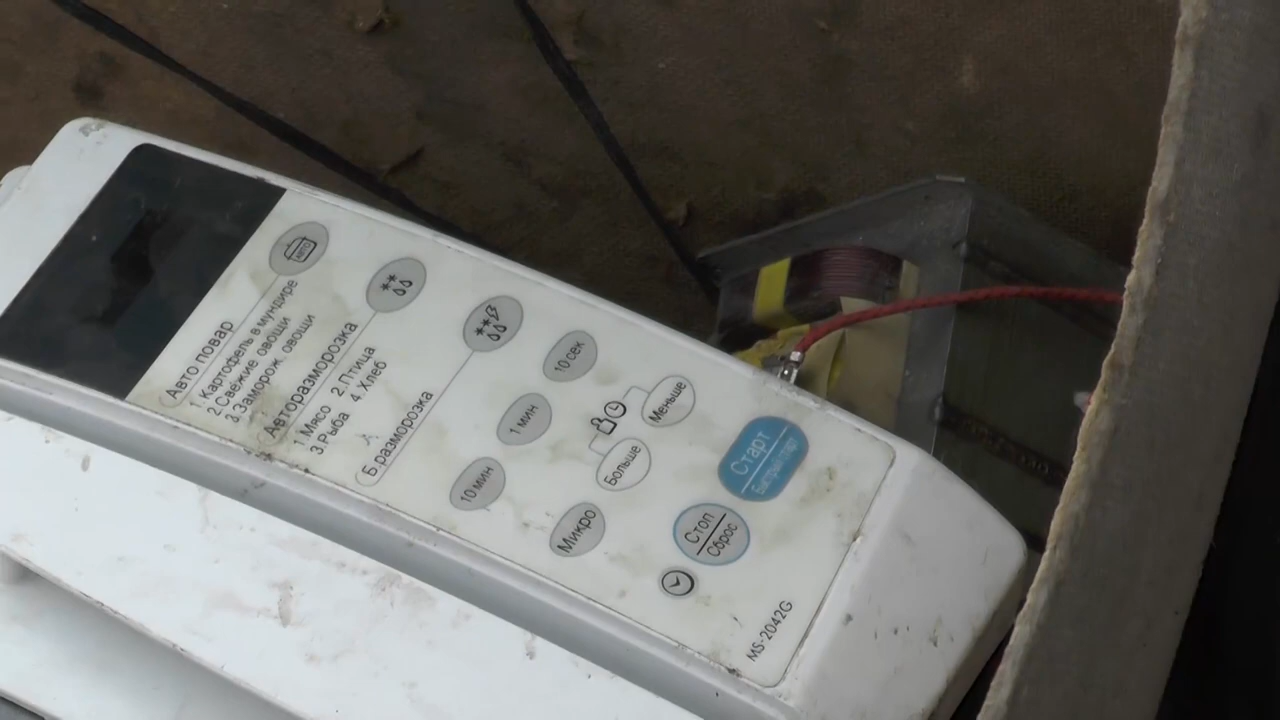 АВТО
Авто повар
1 Картофель в мундире
2 Свежие овощи
3 Заморож. овощи
Авторазморозка
1.Мясо 2.Птица
3.Рыба 4.Хлеб
Б.разморозка
10 сек
1 мин
10 мин
Меньше
Больше
Микро
Старт
Быстрый старт
Стоп
Сброс
MS-2042G